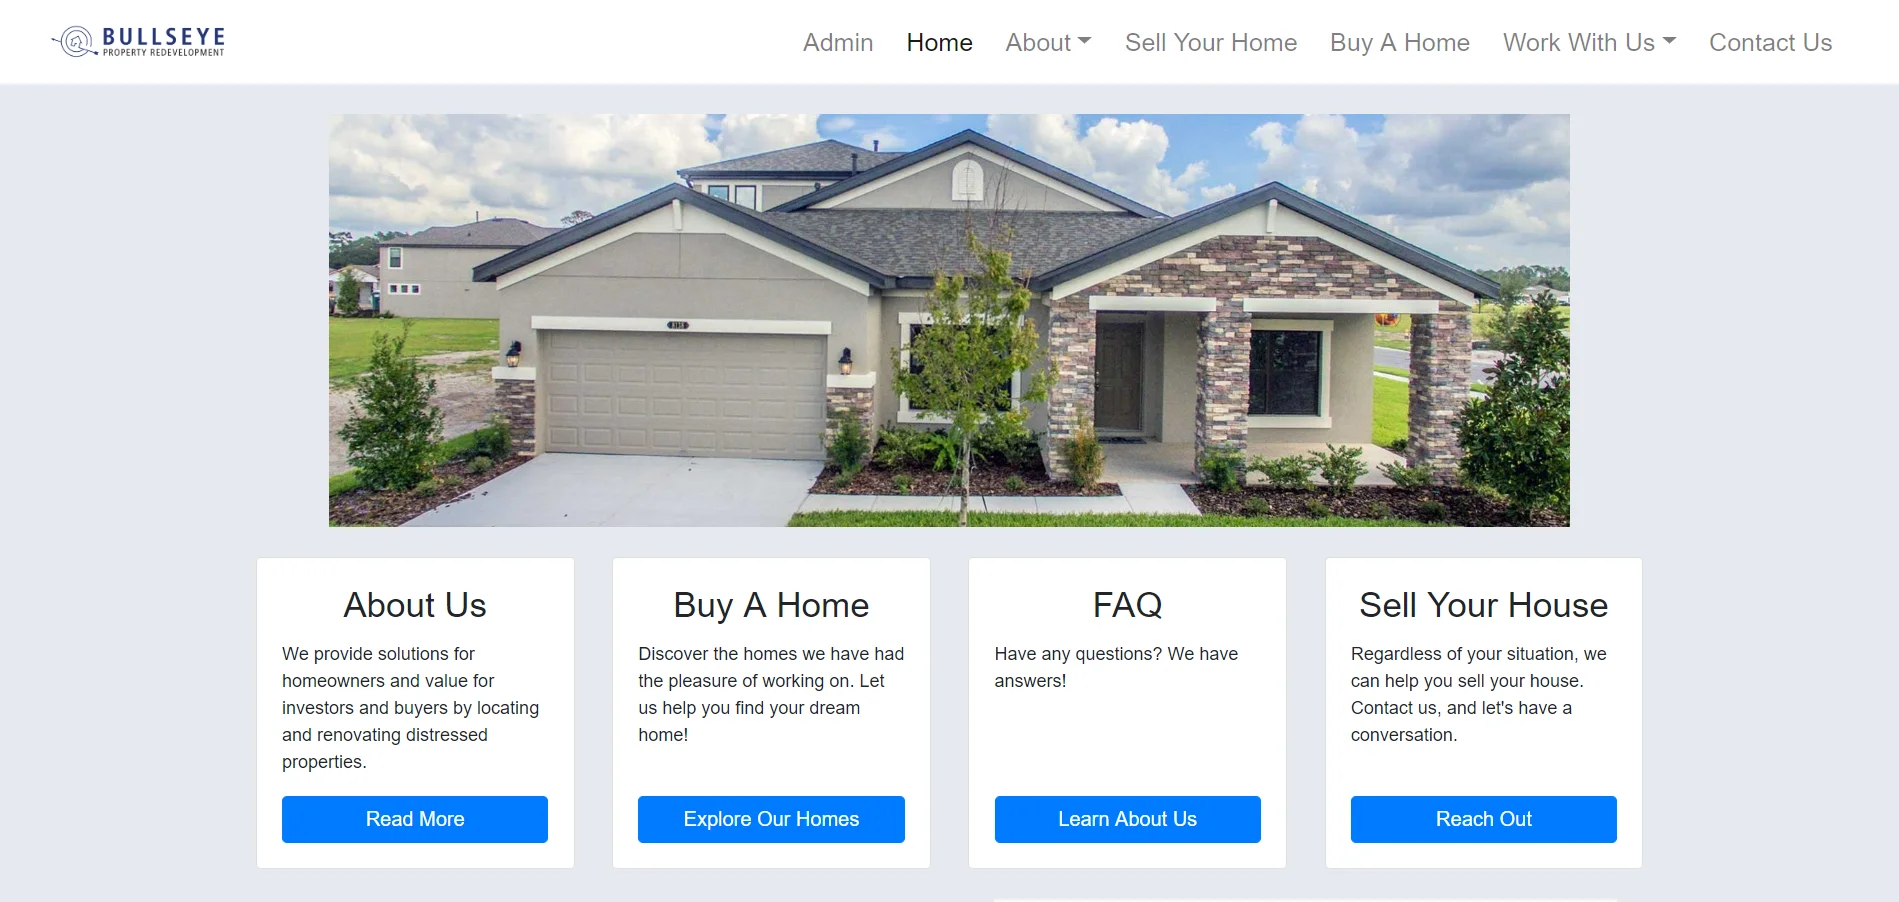 BULLSEYE
PROPERTY REDEVELOPMENT
Admin Home About Sell Your Home Buy A Home Work With Us Contact Us
About Us
We provide solutions for
homeowners and value for
investors and buyers by locating
and renovating distressed
properties.
Read More
Buy A Home
Discover the homes we have had
the pleasure of working on. Let
us help you find your dream
home!
Explore Our Homes
FAQ
Have any questions? We have
answers!
Learn About Us
Sell Your House
Regardless of your situation, we
can help you sell your house.
Contact us, and let's have a
conversation.
Reach Out